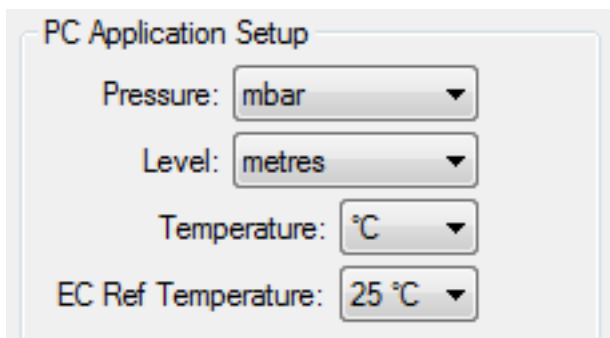 PC Application Setup
Pressure: mbar
Level: metres
Temperature: °C
EC Ref Temperature: 25 °C